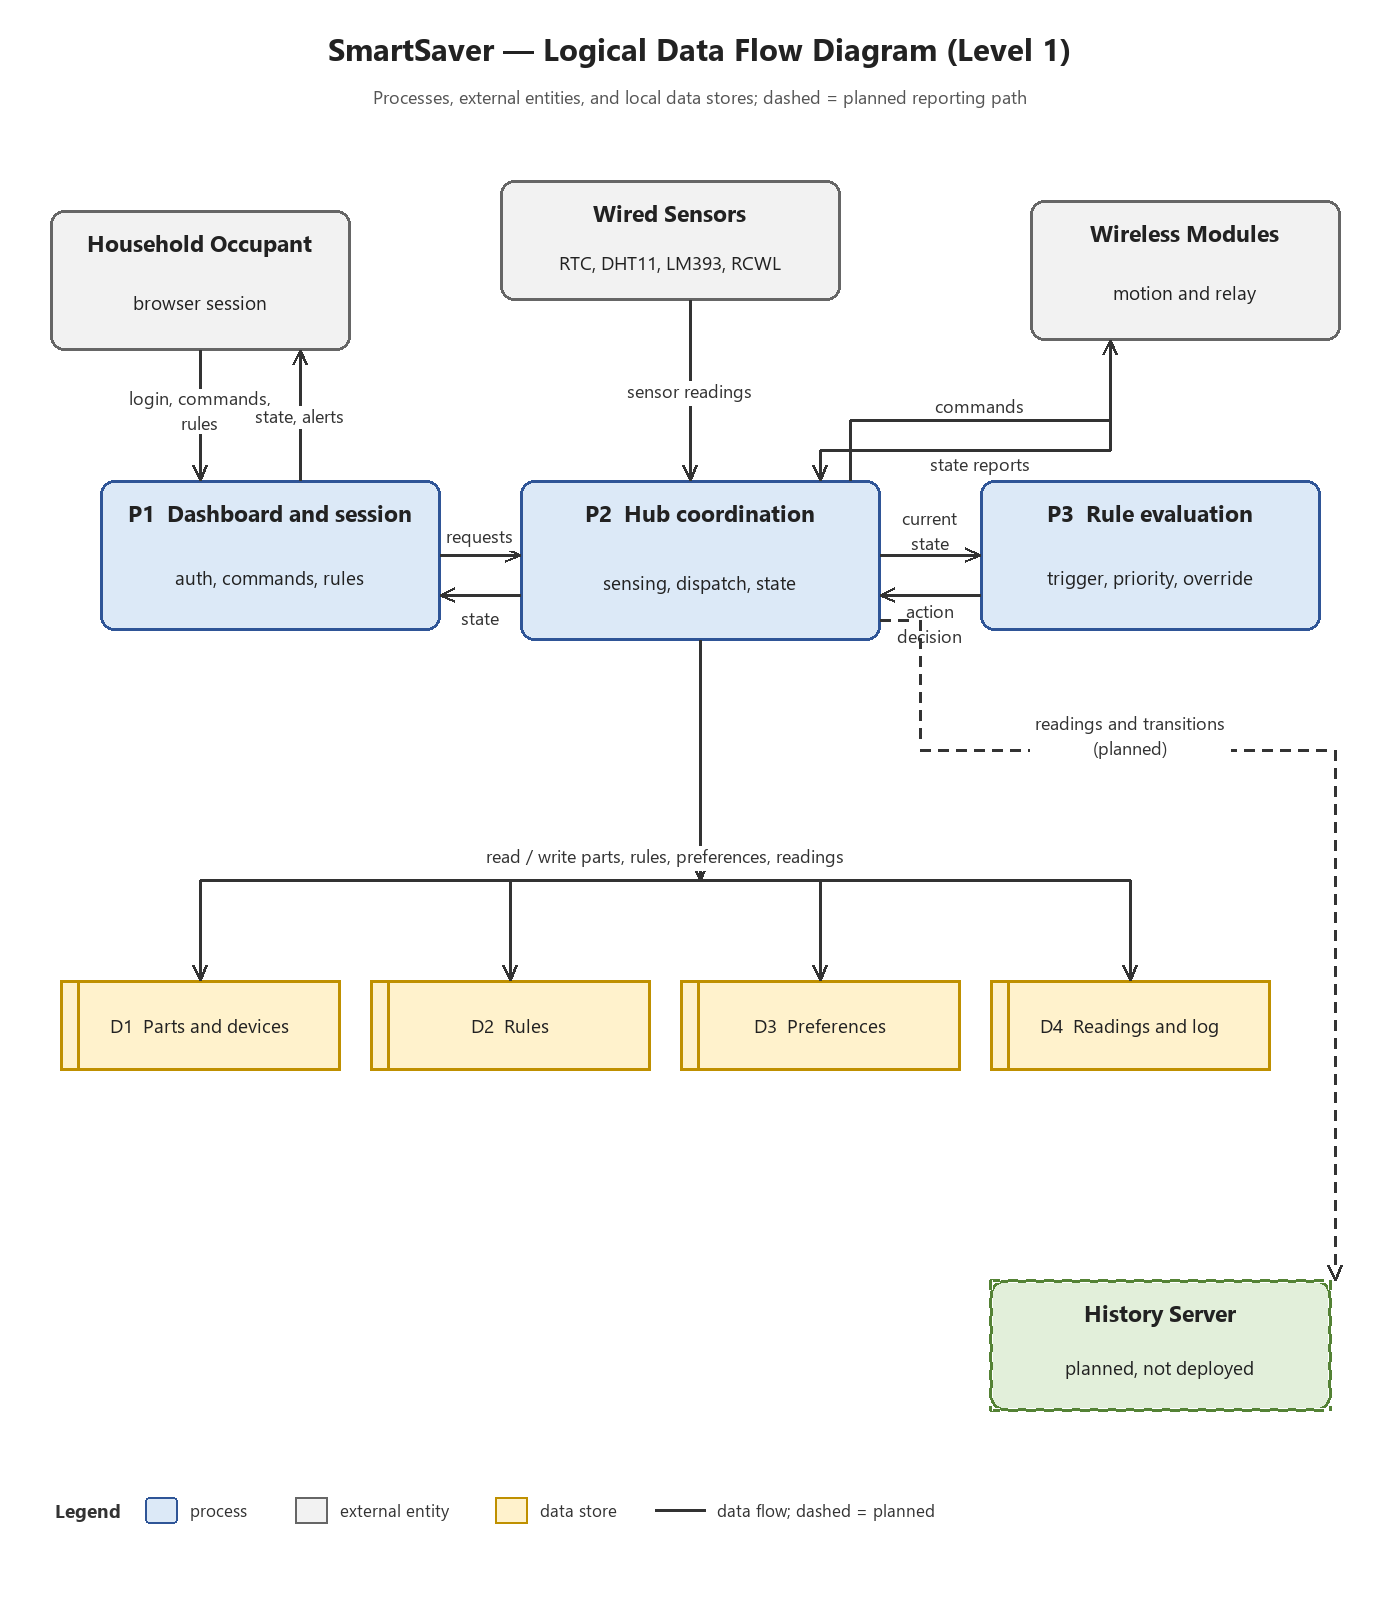 SmartSaver — Logical Data Flow Diagram (Level 1)
Processes, external entities, and local data stores; dashed = planned reporting path
Household Occupant
browser session
Wired Sensors
RTC, DHT11, LM393, RCWL
Wireless Modules
motion and relay
login, commands,
rules
state, alerts
sensor readings
commands
state reports
P1 Dashboard and session
auth, commands, rules
requests
state
P2 Hub coordination
sensing, dispatch, state
current
state
action
decision
P3 Rule evaluation
trigger, priority, override
readings and transitions
(planned)
read / write parts, rules, preferences, readings
D1 Parts and devices
D2 Rules
D3 Preferences
D4 Readings and log
History Server
planned, not deployed
Legend
process
external entity
data store
data flow; dashed = planned